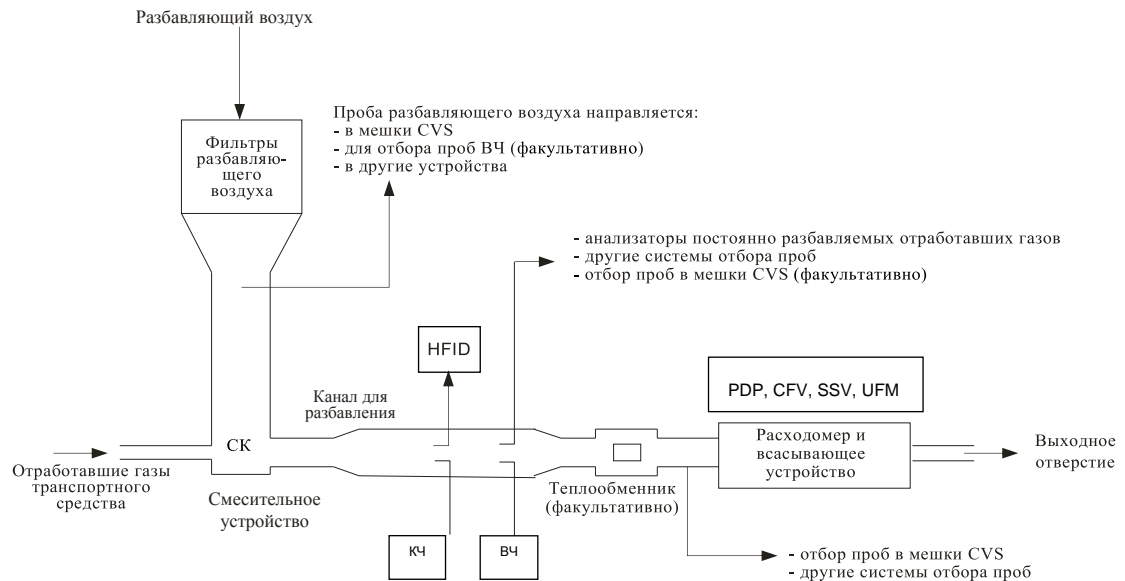 Разбавляющий воздух
Проба разбавляющего воздуха направляется:
- в мешки CVS
- для отбора проб ВЧ (факультативно)
- в другие устройства
Фильтры
разбавляю-
щего
воздуха
- анализаторы постоянно разбавляемых отработавших газов
- другие системы отбора проб
- отбор проб в мешки CVS (факультативно)
HFID
PDP, CFV, SSV, UFM
Канал для
разбавления
СК
Расходомер и
всасывающее
устройство
Выходное
отверстие
Отработавшие газы
транспортного
средства
Смесительное
устройство
Теплообменник
(факультативно)
КЧ
ВЧ
- отбор проб в мешки CVS
- другие системы отбора проб